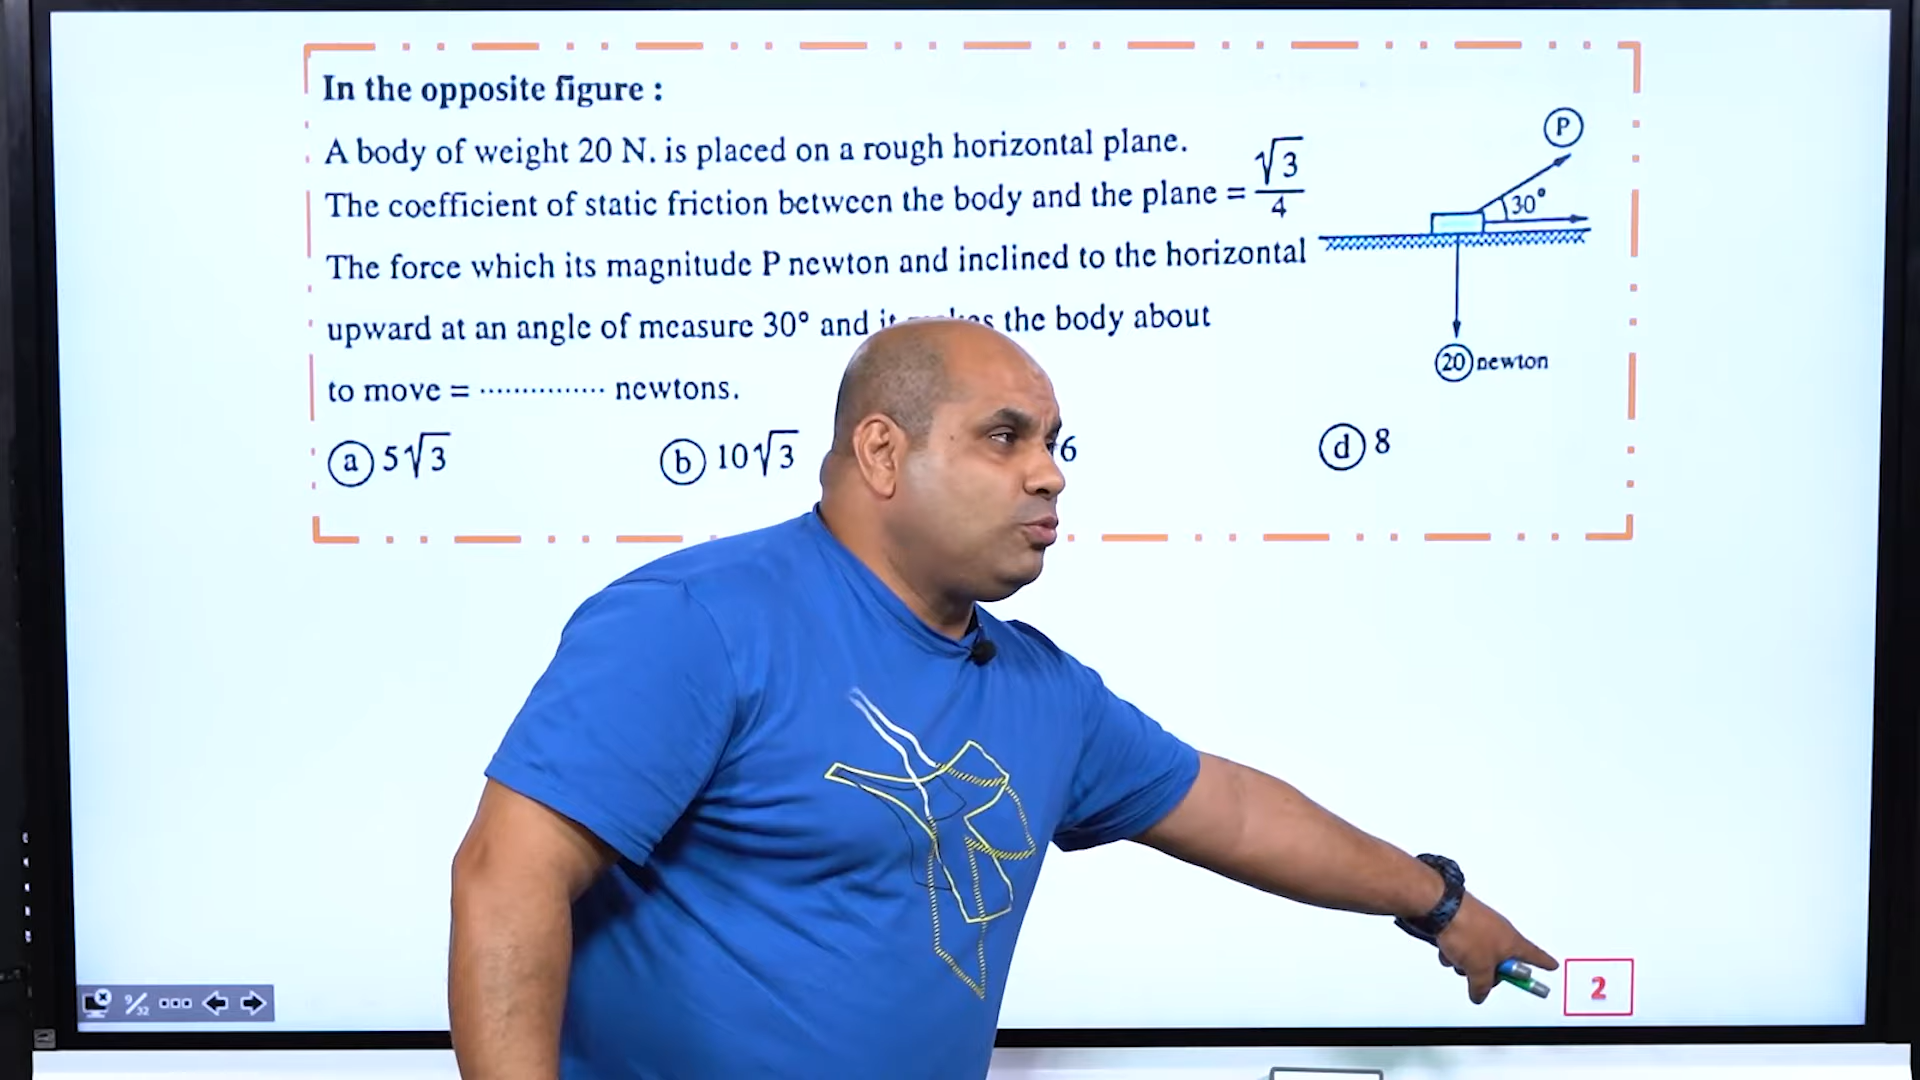 In the opposite figure :
A body of weight 20 N. is placed on a rough horizontal plane.
The coefficient of static friction between the body and the plane = √3/4
The force which its magnitude P newton and inclined to the horizontal
upward at an angle of measure 30° and the body about
to move = ............... newtons.
ⓐ 5√3
ⓑ 10√3
6
ⓓ 8
P
30°
20 newton
9/32
2